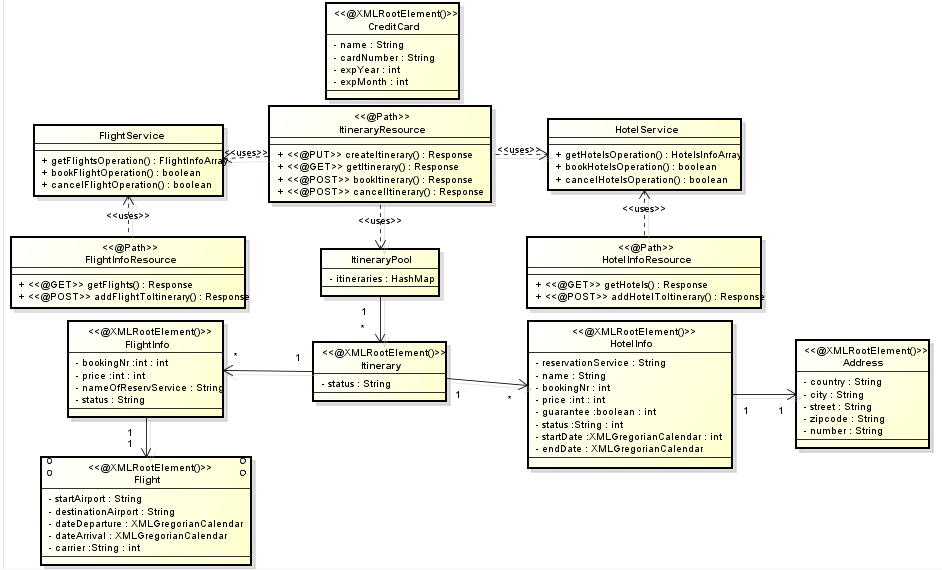 <<@XMLRootElement()>>
CreditCard
- name : String
- cardNumber : String
- expYear : int
- expMonth : int
<<@Path>>
ItineraryResource
+ <<@PUT>> createItinerary() : Response
+ <<@GET>> getItinerary() : Response
+ <<@POST>> bookItinerary() : Response
+ <<@POST>> cancelItinerary() : Response
FlightService
+ getFlightsOperation() : FlightInfoArray
+ bookFlightOperation() : boolean
+ cancelFlightOperation() : boolean
<<uses>>
<<uses>>
HotelService
+ getHotelsOperation() : HotelsInfoArray
+ bookHotelsOperation() : boolean
+ cancelHotelsOperation() : boolean
<<uses>>
<<uses>>
<<uses>>
<<@Path>>
FlightInfoResource
+ <<@GET>> getFlights() : Response
+ <<@POST>> addFlightToItinerary() : Response
ItineraryPool
- itineraries : HashMap
<<@Path>>
HotelInfoResource
+ <<@GET>> getHotels() : Response
+ <<@POST>> addHotelToItinerary() : Response
1
*
<<@XMLRootElement()>>
FlightInfo
- bookingNr :int : int
- price :int : int
- nameOfReservService : String
- status : String
*
1
<<@XMLRootElement()>>
Itinerary
- status : String
1
*
<<@XMLRootElement()>>
HotelInfo
- reservationService : String
- name : String
- bookingNr : int
- price :int : int
- guarantee :boolean : int
- status :String : int
- startDate :XMLGregorianCalendar : int
- endDate : XMLGregorianCalendar
1
1
<<@XMLRootElement()>>
Address
- country : String
- city : String
- street : String
- zipcode : String
- number : String
1
1
<<@XMLRootElement()>>
Flight
- startAirport : String
- destinationAirport : String
- dateDeparture : XMLGregorianCalendar
- dateArrival : XMLGregorianCalendar
- carrier :String : int